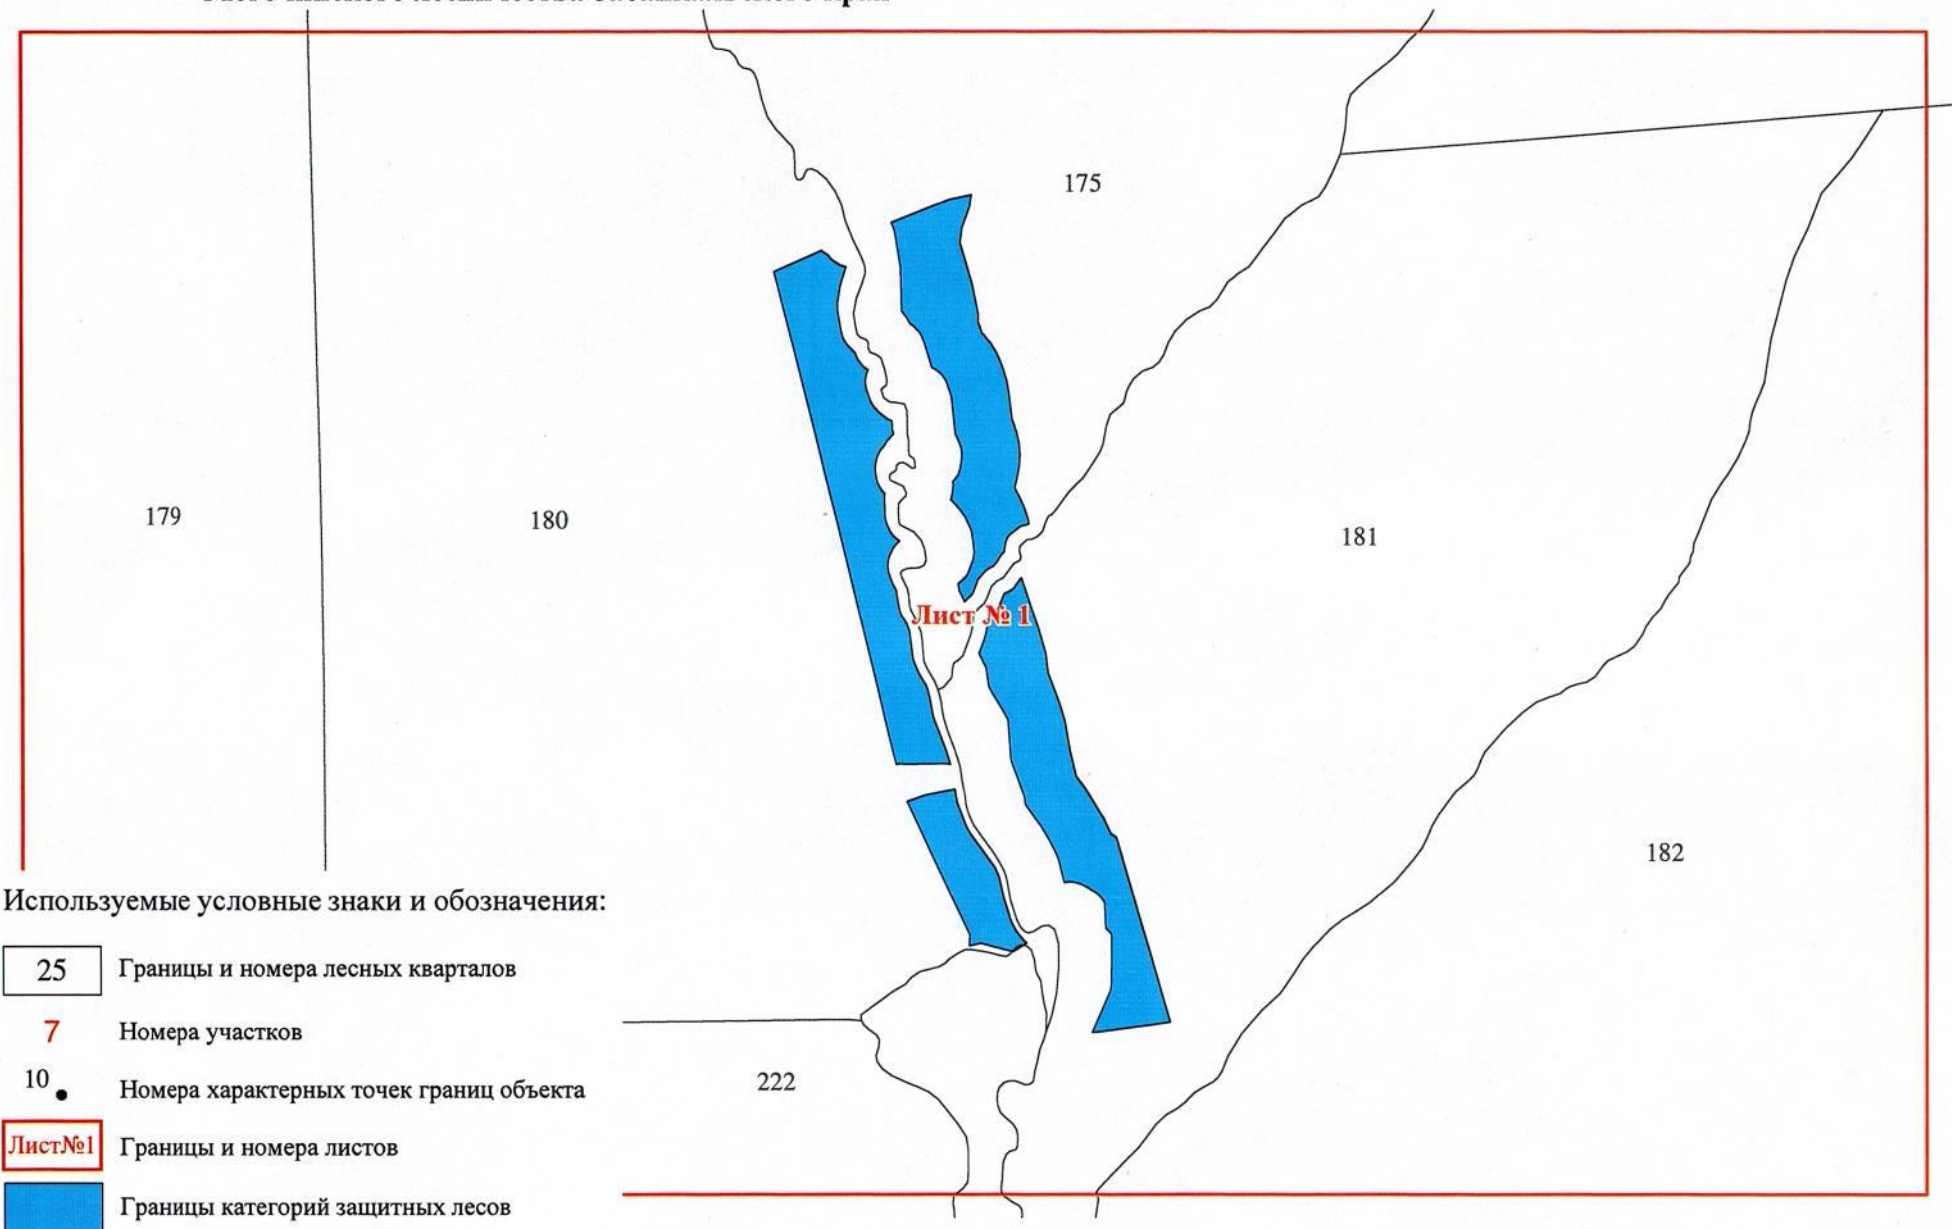 175
179
180
181
Лист № 1
182
Используемые условные знаки и обозначения:
25 Границы и номера лесных кварталов
7 Номера участков
10 Номера характерных точек границ объекта
222
Лист№1 Границы и номера листов
Границы категорий защитных лесов